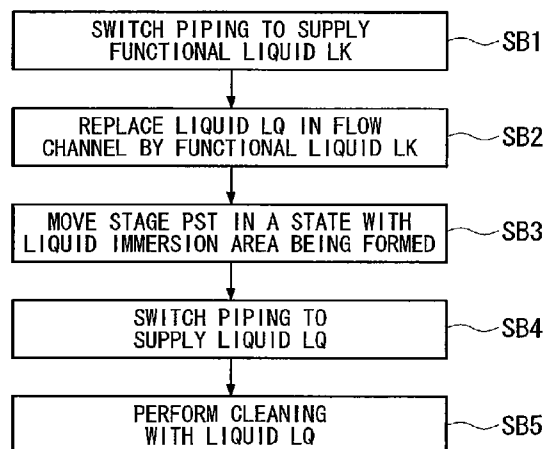 SWITCH PIPING TO SUPPLY
FUNCTIONAL LIQUID LK
SB1
REPLACE LIQUID LQ IN FLOW
CHANNEL BY FUNCTIONAL LIQUID LK
SB2
MOVE STAGE PST IN A STATE WITH
LIQUID IMMERSION AREA BEING FORMED
SB3
SWITCH PIPING TO
SUPPLY LIQUID LQ
SB4
PERFORM CLEANING
WITH LIQUID LQ
SB5